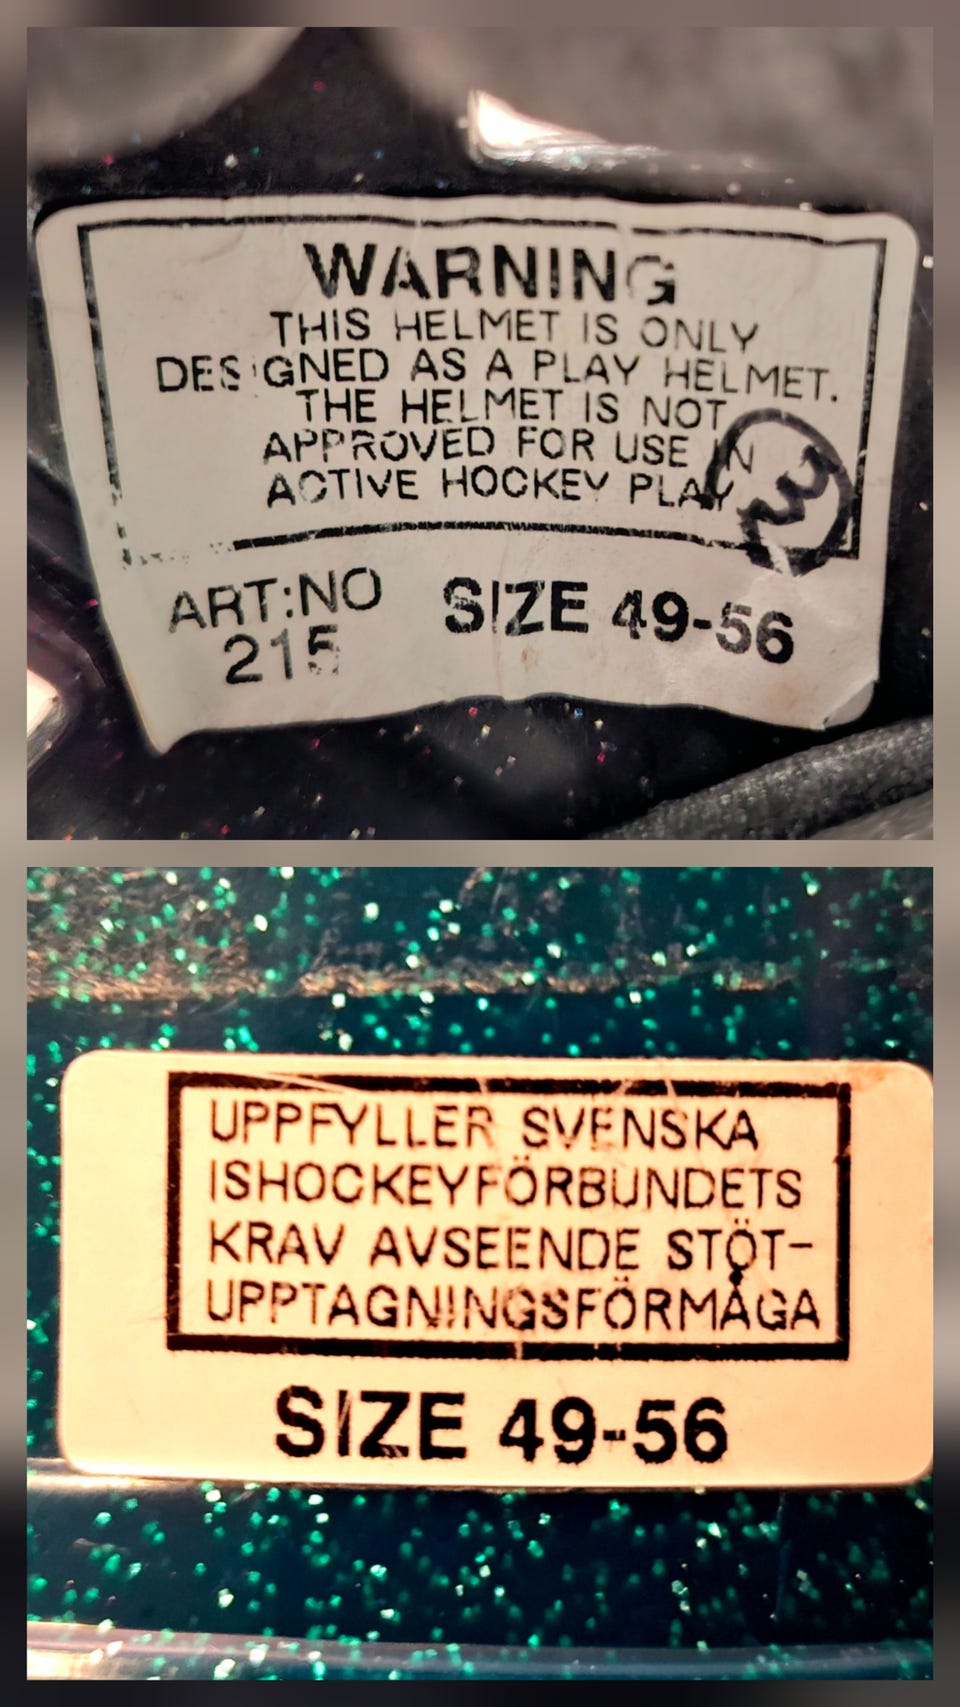 WARNING
THIS HELMET IS ONLY
DESIGNED AS A PLAY HELMET.
THE HELMET IS NOT
APPROVED FOR USE IN
ACTIVE HOCKEY PLAY
ART:NO
215
SIZE 49-56
UPPFYLLER SVENSKA
ISHOCKEYFÖRBUNDETS
KRAV AVSEENDE STÖT-
UPPTAGNINGSFÖRMÅGA
SIZE 49-56